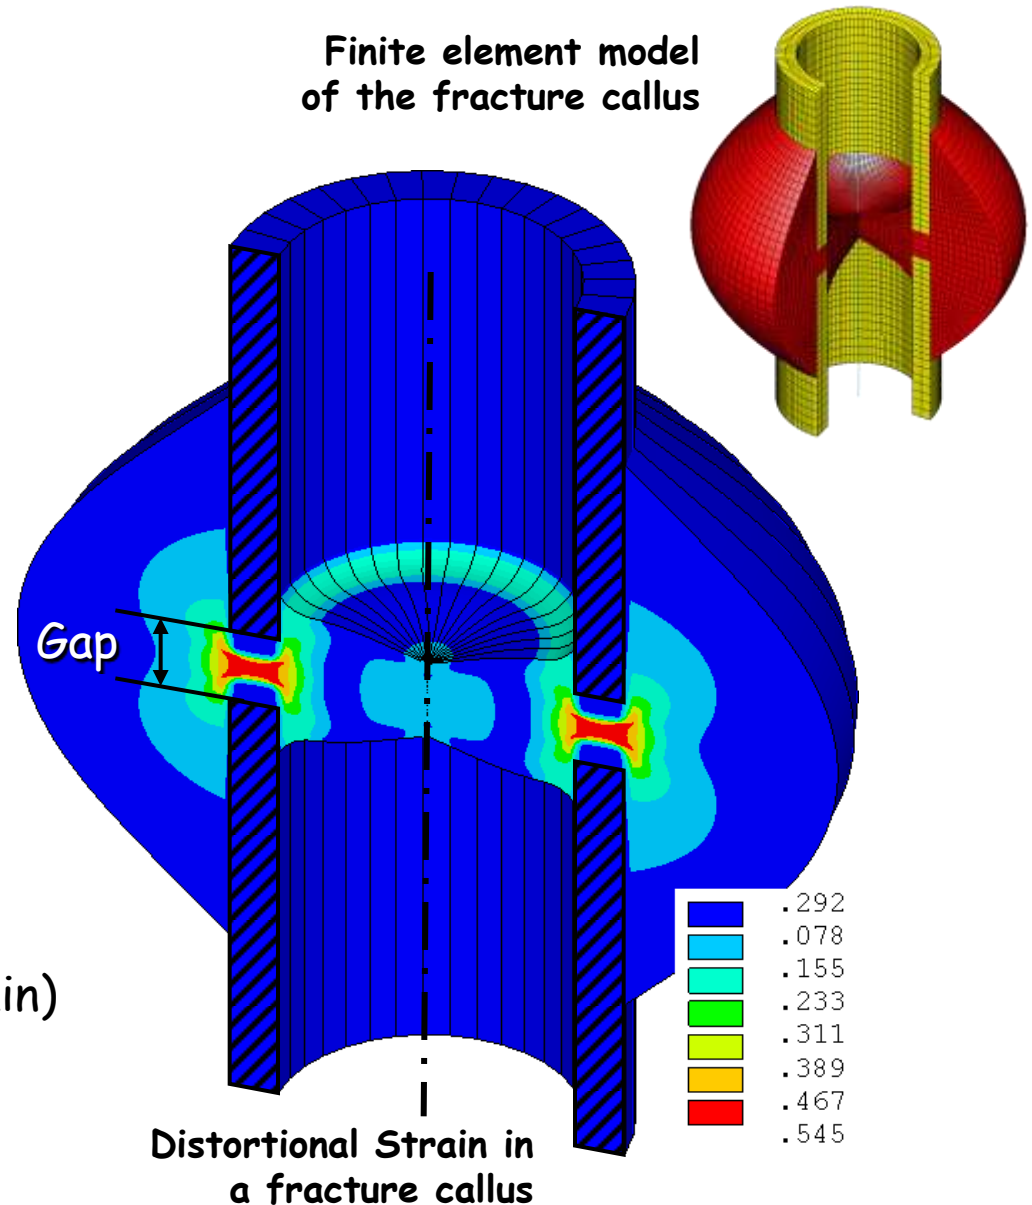 Finite element model
of the fracture callus
Gap
in)
.292
.078
.155
.233
.311
.389
.467
.545
Distortional Strain in
a fracture callus